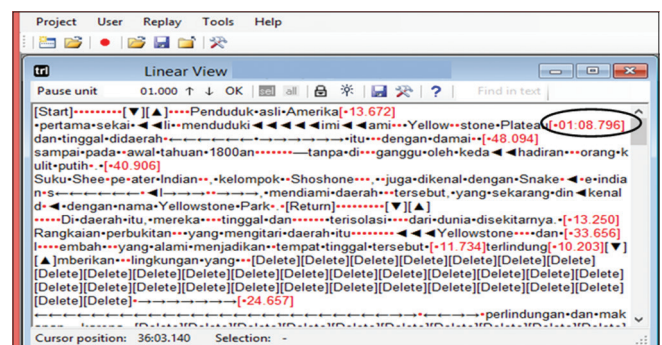 Project User Replay Tools Help
trl Linear View
Pause unit 01.000 ↑ ↓ OK sel all ? Find in text
[Start]•••••••••[▼][▲]••••Penduduk•asli•Amerika[•13.672]
•pertama•sekai•◄◄li••menduduki◄◄◄◄◄imi◄◄ami•••Yellow••stone•Plateau[•01:08.796]
dan•tinggal•didaerah•←←←←←←←•→→→→→→→•itu•••dengan•damai••[•48.094]
sampai•pada••awal•tahuan•1800an••••••••—tanpa•di•••ganggu•oleh•keda◄◄hadiran•••orang•k
ulit•putih•.•[•40.906]
Suku•Shee•pe•ater•Indian••,•kelompok••Shoshone•••,••juga•dikenal•dengan•Snake•◄•e•india
n•s←←←←←←•◄I→→→••→→→,•mendiami•daerah••tersebut•,•yang•sekarang•din◄kenal
d•◄•dengan•nama•Yellowstone•Park•.•[Return]•••••••••[▼][▲]
•••••Di•daerah•itu,•mereka••••tinggal•dan•••••••terisolasi••••dari•dunia•disekitarnya.•[•13.250]
Rangkaian•perbukitan•••yang•mengitari•daerah•itu••••••••◄◄◄Yellowstone••••dan•[•33.656]
l••••embah•••yang•alami•menjadikan••tempat•tinggal•tersebut•[•11.734]terlindung[•10.203][▼]
[▲]mberikan•••lingkungan•yang•••[Delete][Delete][Delete][Delete][Delete][Delete]
[Delete][Delete][Delete][Delete][Delete][Delete][Delete][Delete][Delete][Delete][Delete]
[Delete][Delete][Delete][Delete][Delete][Delete][Delete][Delete][Delete][Delete][Delete]
[Delete][Delete]•→→→→→→→•[•24.657]
•perlindungan•dan•mak
Cursor position: 36:03.140 Selection: -